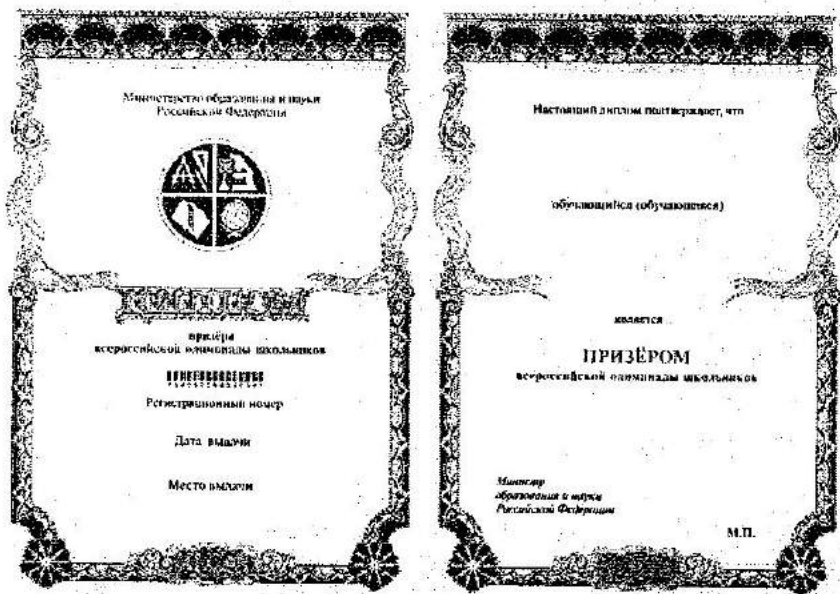 Министерство образования и науки
Российской Федерации
ДИПЛОМ
призёра
всероссийской олимпиады школьников
Регистрационный номер
Дата выдачи
Место выдачи
Настоящий диплом подтверждает, что
обучающийся (обучающаяся)
является
ПРИЗЁРОМ
всероссийской олимпиады школьников
Министр
образования и науки
Российской Федерации
М.П.